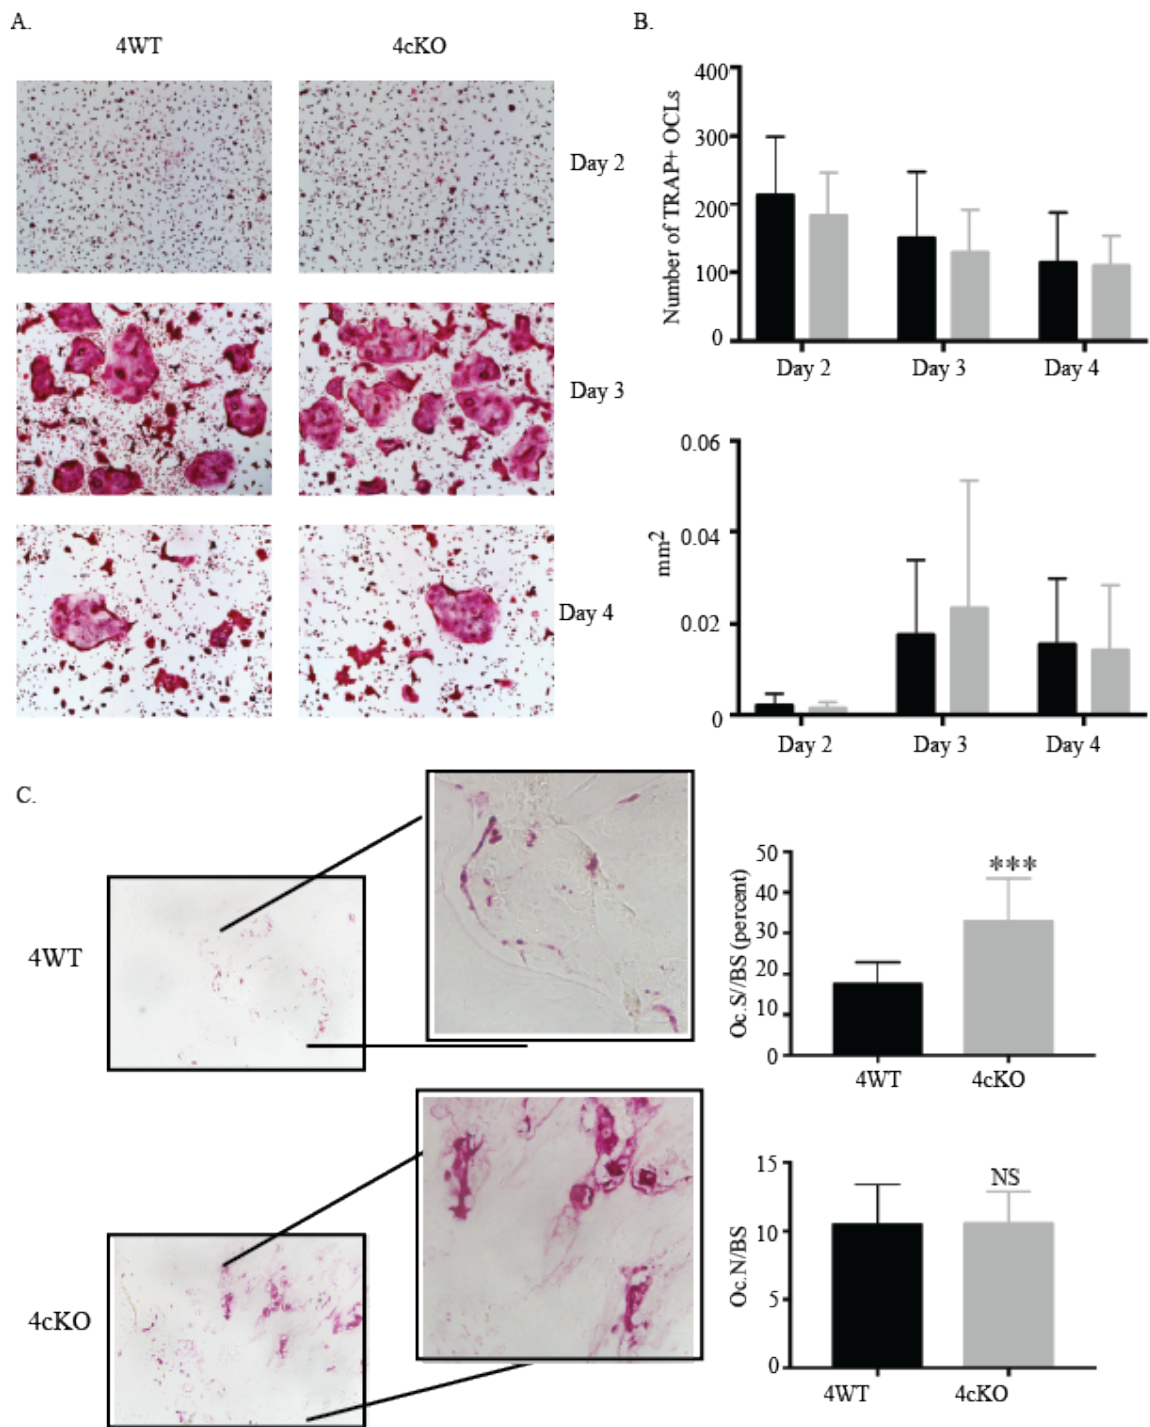 A.
4WT 4cKO
Day 2
Day 3
Day 4
B.
Number of TRAP+ OCLs
400
300
200
100
0
Day 2 Day 3 Day 4
mm2
0.06
0.04
0.02
0
Day 2 Day 3 Day 4
C.
4WT
4cKO
Oc.S//BS (percent)
50
40
30
20
10
0
***
4WT 4cKO
Oc.N/BS
15
10
5
0
NS
4WT 4cKO